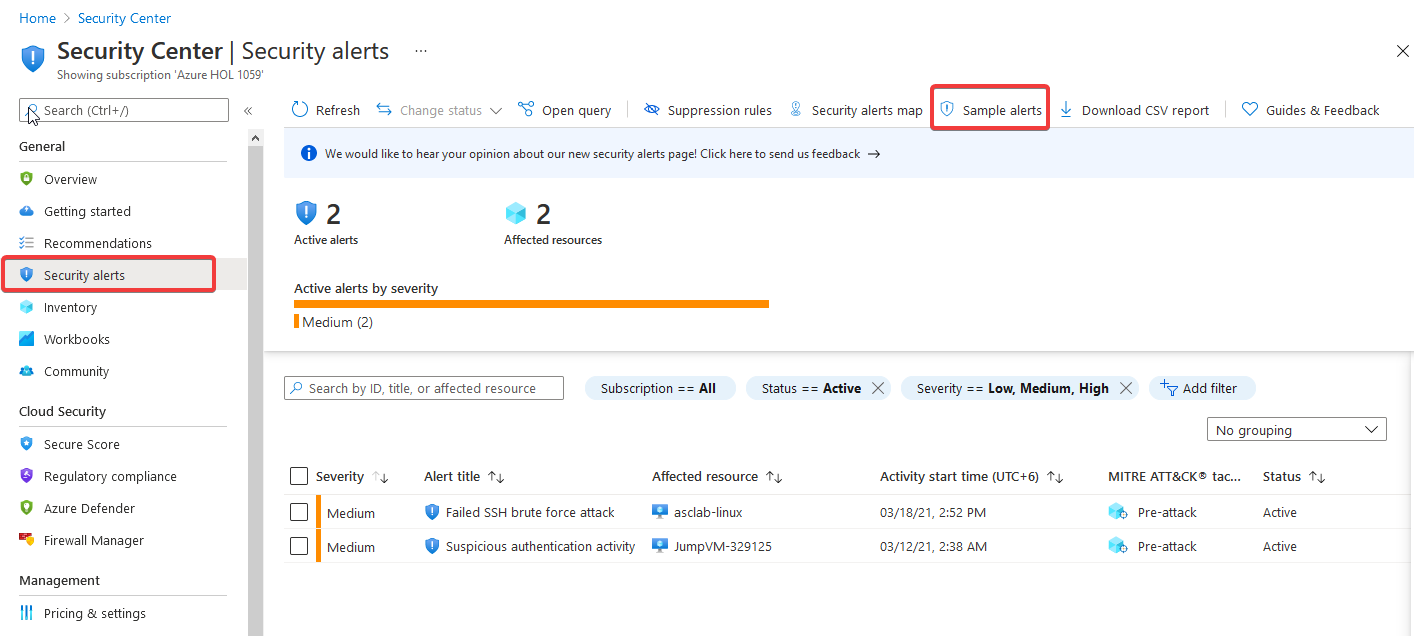 Home > Security Center
Security Center | Security alerts ...
Showing subscription 'Azure HOL 1059'
Search (Ctrl+/)
«
General
Overview
Getting started
Recommendations
Security alerts
Inventory
Workbooks
Community
Cloud Security
Secure Score
Regulatory compliance
Azure Defender
Firewall Manager
Management
Pricing & settings
Refresh Change status Open query Suppression rules Security alerts map Sample alerts Download CSV report Guides & Feedback
We would like to hear your opinion about our new security alerts page! Click here to send us feedback →
2 2
Active alerts Affected resources
Active alerts by severity
Medium (2)
Search by ID, title, or affected resource Subscription == All Status == Active Severity == Low, Medium, High Add filter
No grouping
Severity ↑↓ Alert title ↑↓ Affected resource ↑↓ Activity start time (UTC+6) ↑↓ MITRE ATT&CK® tac... Status ↑↓
Medium Failed SSH brute force attack asclab-linux 03/18/21, 2:52 PM Pre-attack Active
Medium Suspicious authentication activity JumpVM-329125 03/12/21, 2:38 AM Pre-attack Active